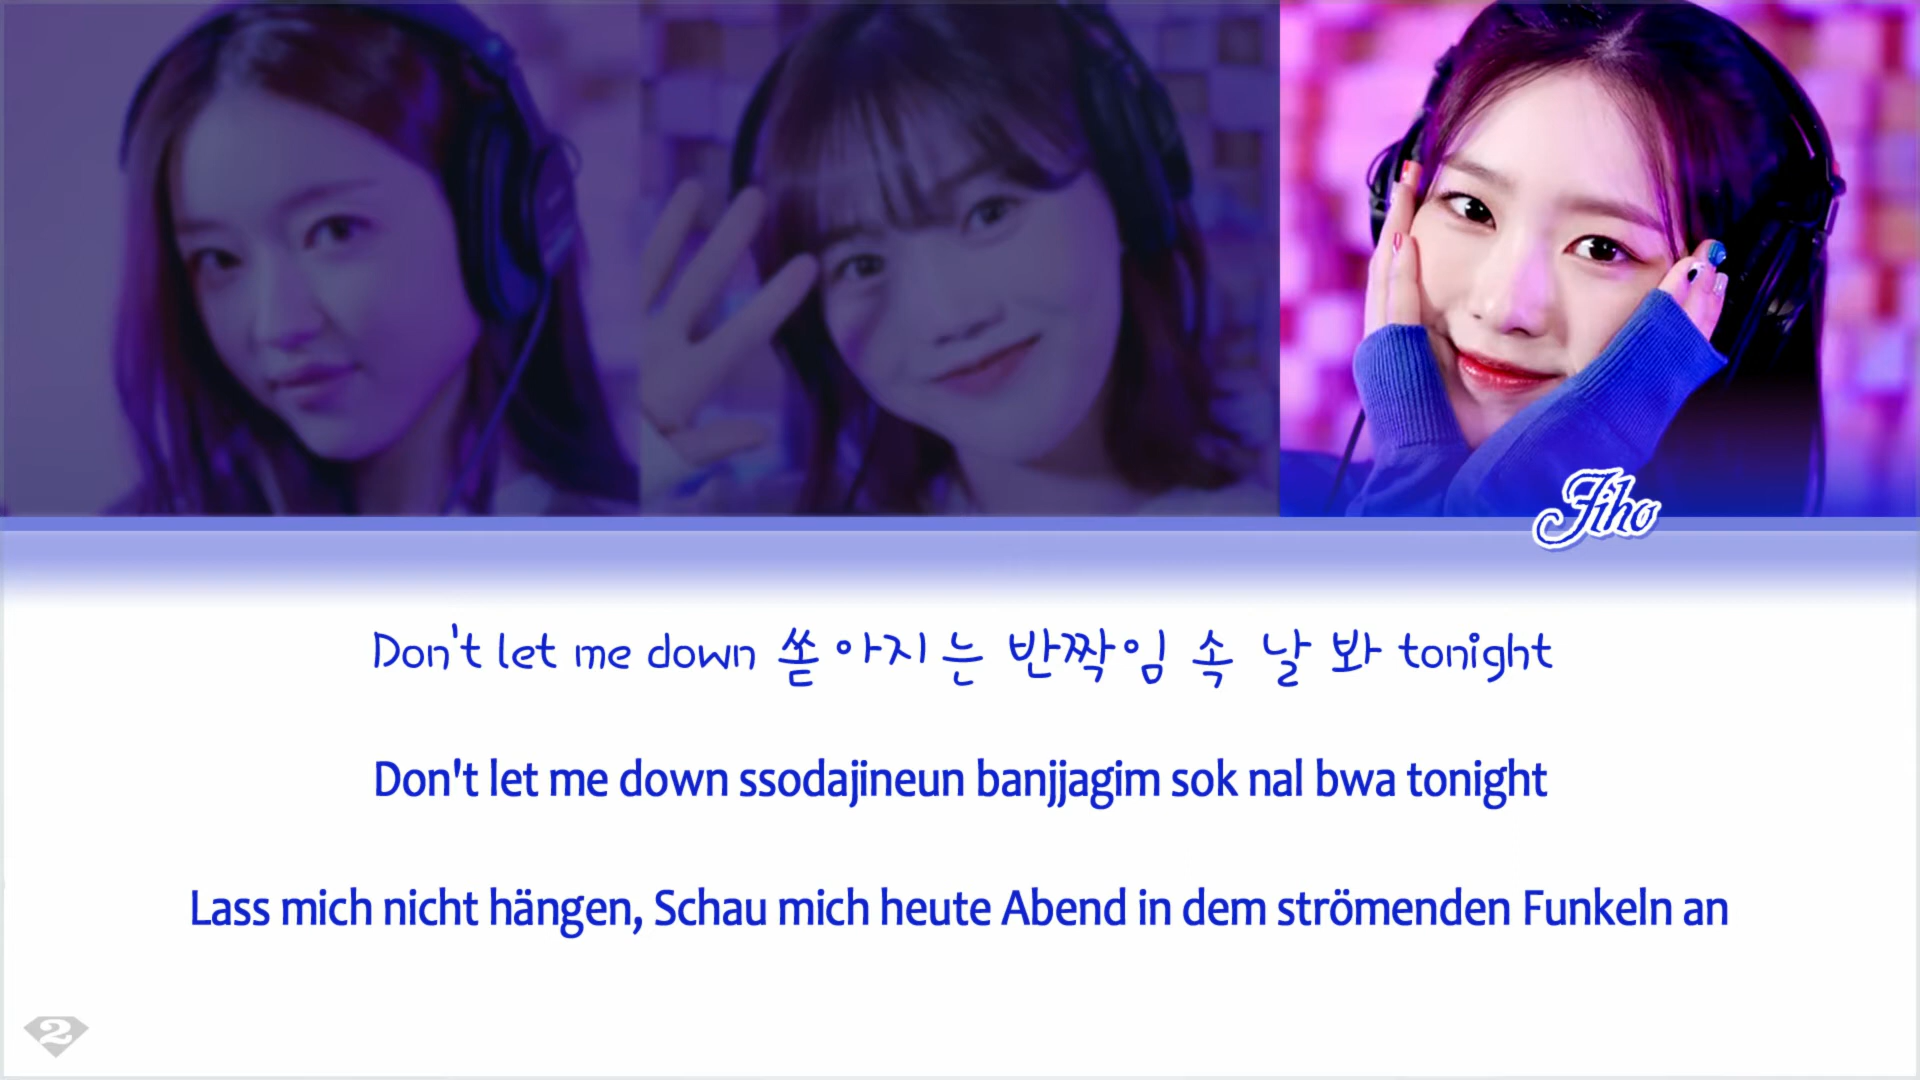 Jiho
Don't let me down 쏟아지는 반짝임 속 날 봐 tonight
Don't let me down ssodajineun banjjagim sok nal bwa tonight
Lass mich nicht hängen, Schau mich heute Abend in dem strömenden Funkeln an
2